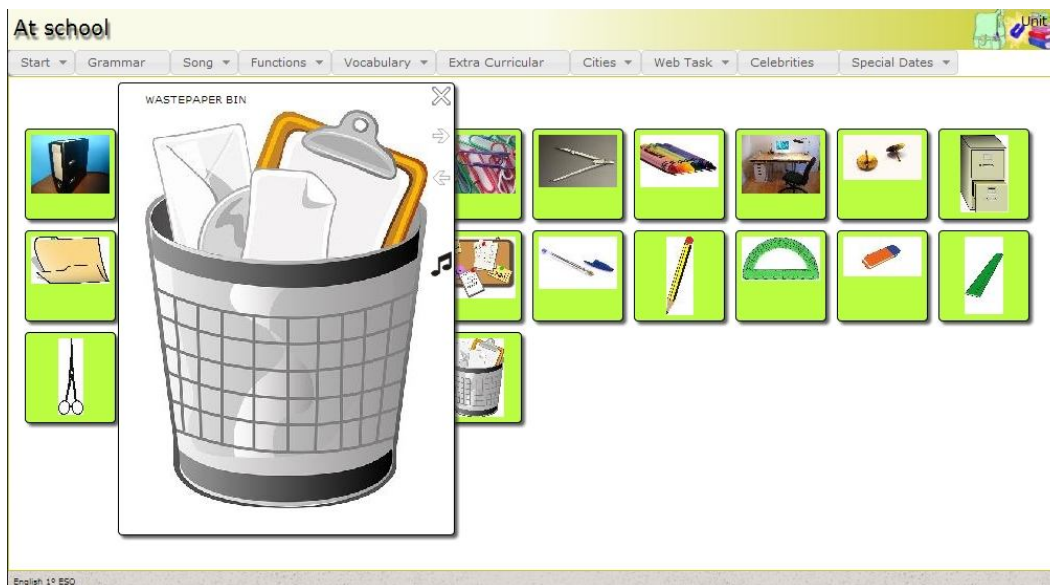 At school
Unit
Start Grammar Song Functions Vocabulary Extra Curricular Cities Web Task Celebrities Special Dates
WASTEPAPER BIN
English 1º ESO